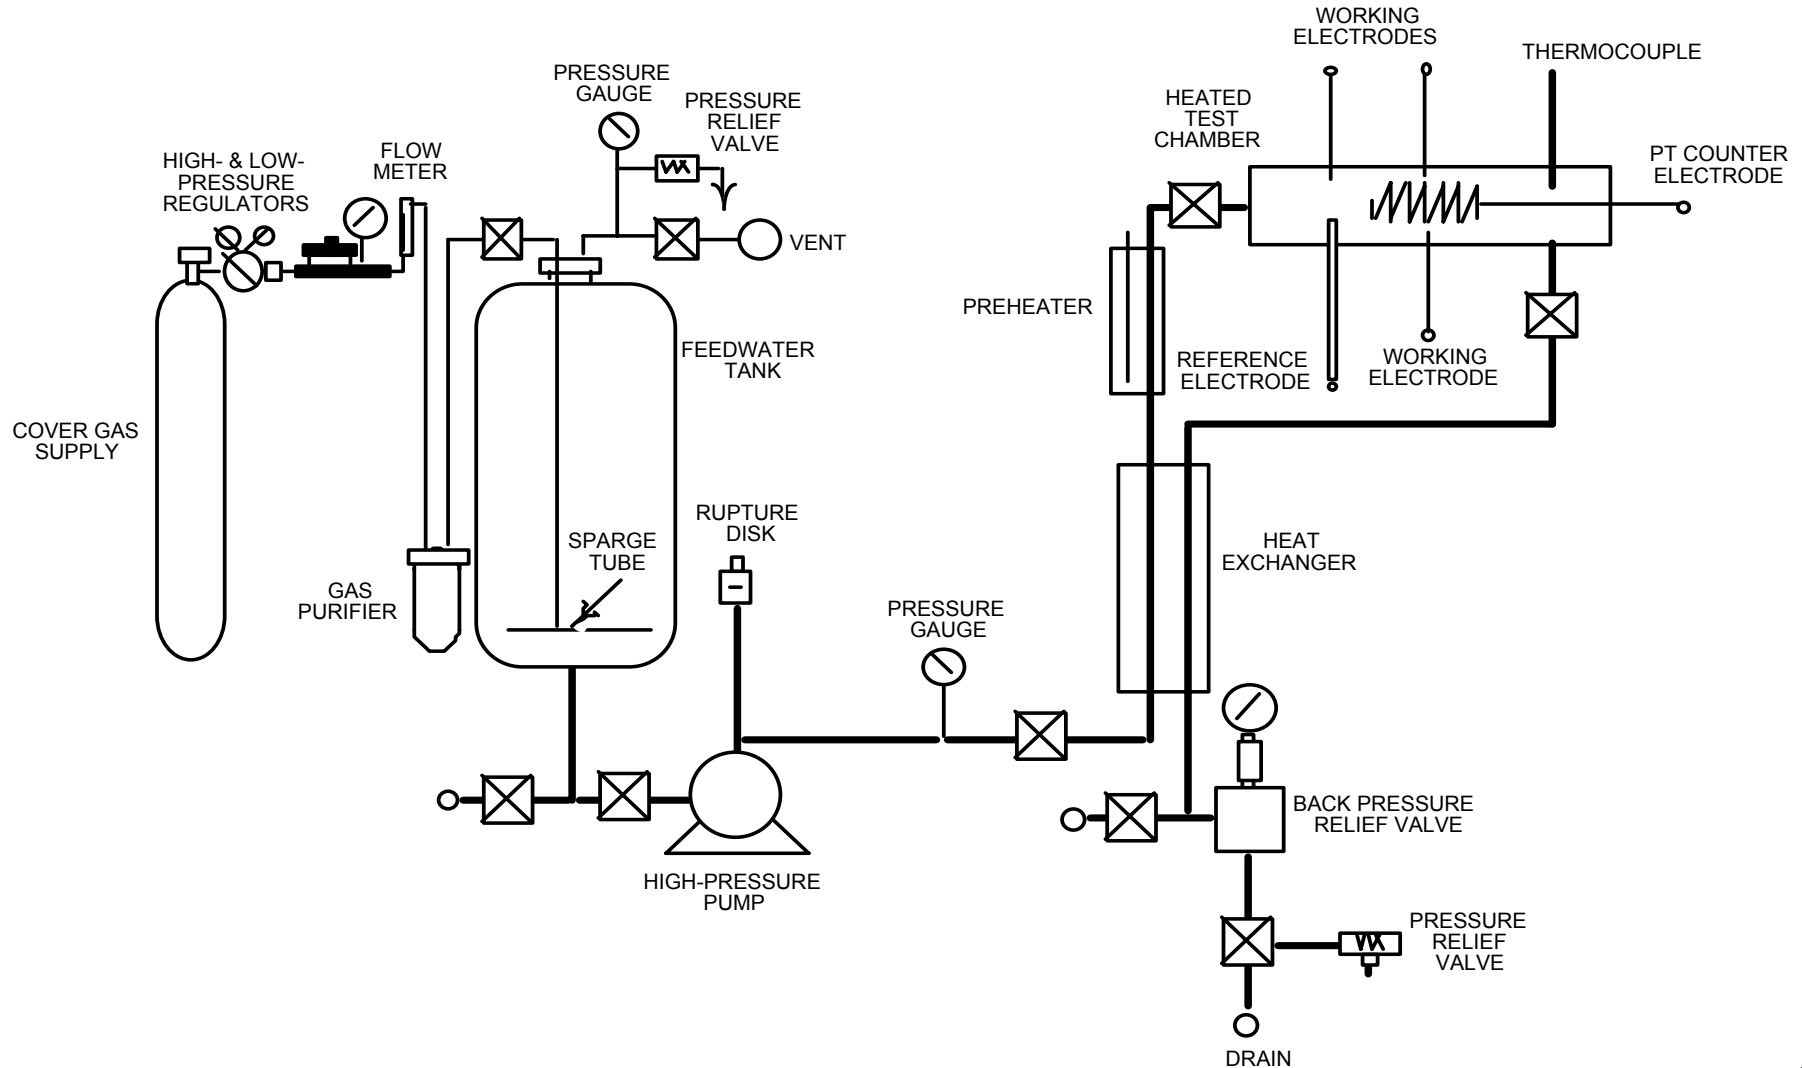 WORKING
ELECTRODES
THERMOCOUPLE
PRESSURE
GAUGE
PRESSURE
RELIEF
VALVE
HEATED
TEST
CHAMBER
FLOW
METER
HIGH- & LOW-
PRESSURE
REGULATORS
PT COUNTER
ELECTRODE
VENT
PREHEATER
FEEDWATER
TANK
REFERENCE
ELECTRODE
WORKING
ELECTRODE
COVER GAS
SUPPLY
RUPTURE
DISK
SPARGE
TUBE
HEAT
EXCHANGER
GAS
PURIFIER
PRESSURE
GAUGE
BACK PRESSURE
RELIEF VALVE
HIGH-PRESSURE
PUMP
PRESSURE
RELIEF
VALVE
DRAIN